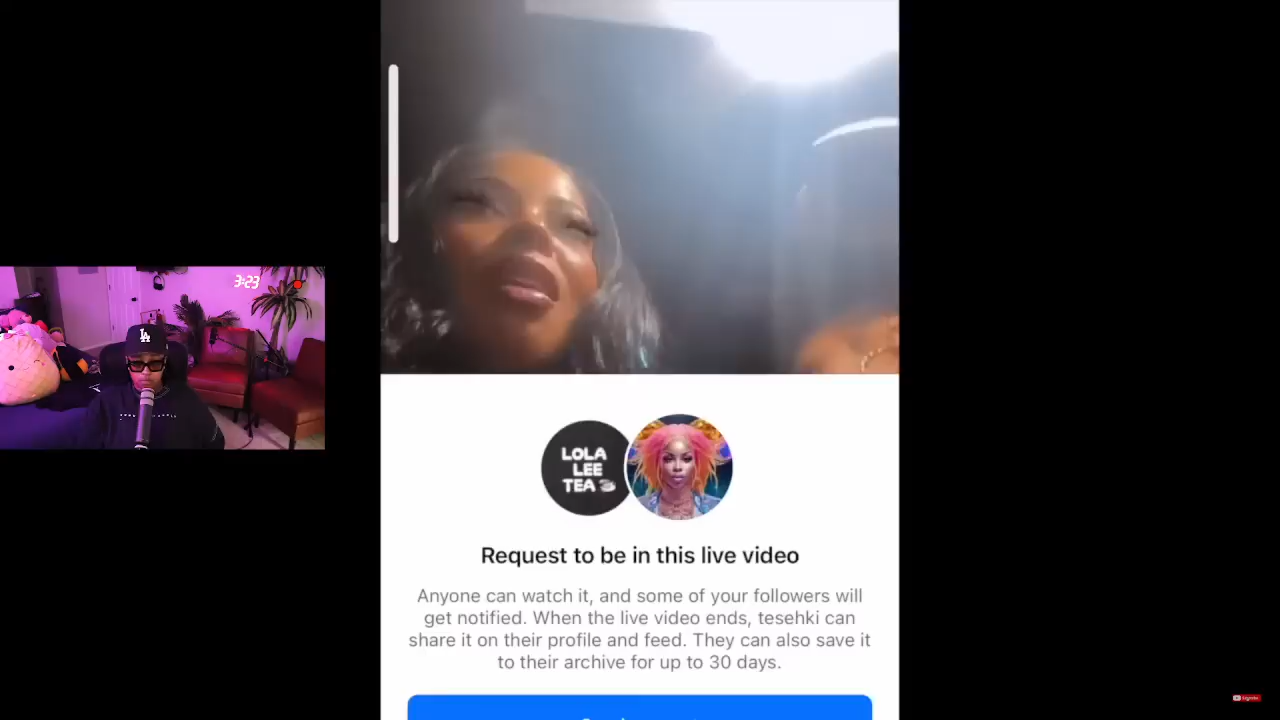 3:23
LA
LOLA
LEE
TEA
Request to be in this live video
Anyone can watch it, and some of your followers will
get notified. When the live video ends, tesehki can
share it on their profile and feed. They can also save it
to their archive for up to 30 days.